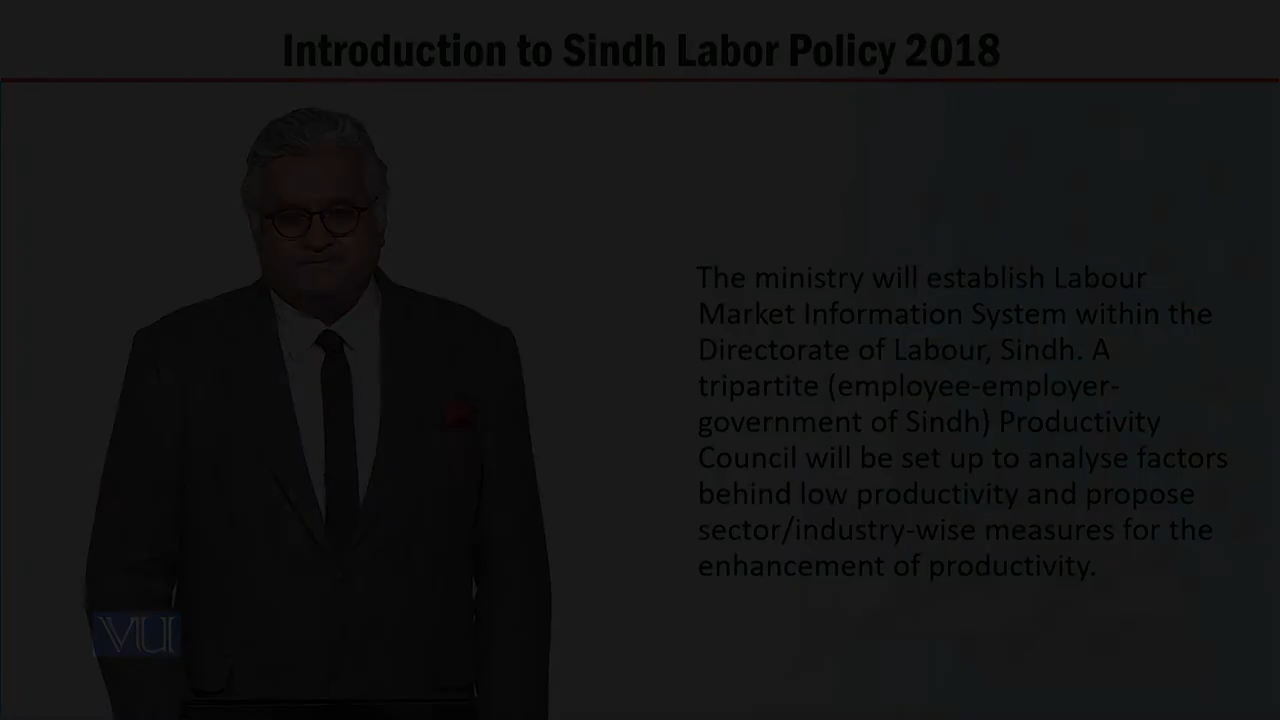 Introduction to Sindh Labor Policy 2018
The ministry will establish Labour
Market Information System within the
Directorate of Labour, Sindh. A
tripartite (employee-employer-
government of Sindh) Productivity
Council will be set up to analyse factors
behind low productivity and propose
sector/industry-wise measures for the
enhancement of productivity.
VU